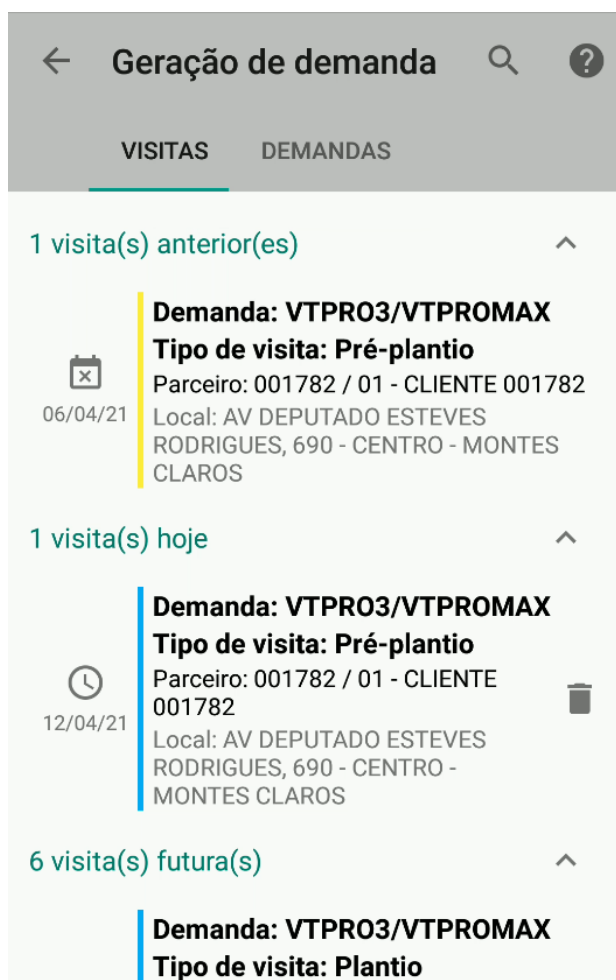 Geração de demanda
VISITAS DEMANDAS
1 visita(s) anterior(es)
Demanda: VTPRO3/VTPROMAX
Tipo de visita: Pré-plantio
Parceiro: 001782 / 01 - CLIENTE 001782
06/04/21
Local: AV DEPUTADO ESTEVES
RODRIGUES, 690 - CENTRO - MONTES
CLAROS
1 visita(s) hoje
Demanda: VTPRO3/VTPROMAX
Tipo de visita: Pré-plantio
Parceiro: 001782 / 01 - CLIENTE
001782
12/04/21
Local: AV DEPUTADO ESTEVES
RODRIGUES, 690 - CENTRO -
MONTES CLAROS
6 visita(s) futura(s)
Demanda: VTPRO3/VTPROMAX
Tipo de visita: Plantio